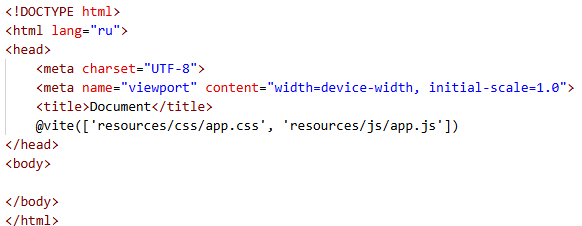 <!DOCTYPE html>
<html lang="ru">
<head>
    <meta charset="UTF-8">
    <meta name="viewport" content="width=device-width, initial-scale=1.0">
    <title>Document</title>
    @vite(['resources/css/app.css', 'resources/js/app.js'])
</head>
<body>

</body>
</html>